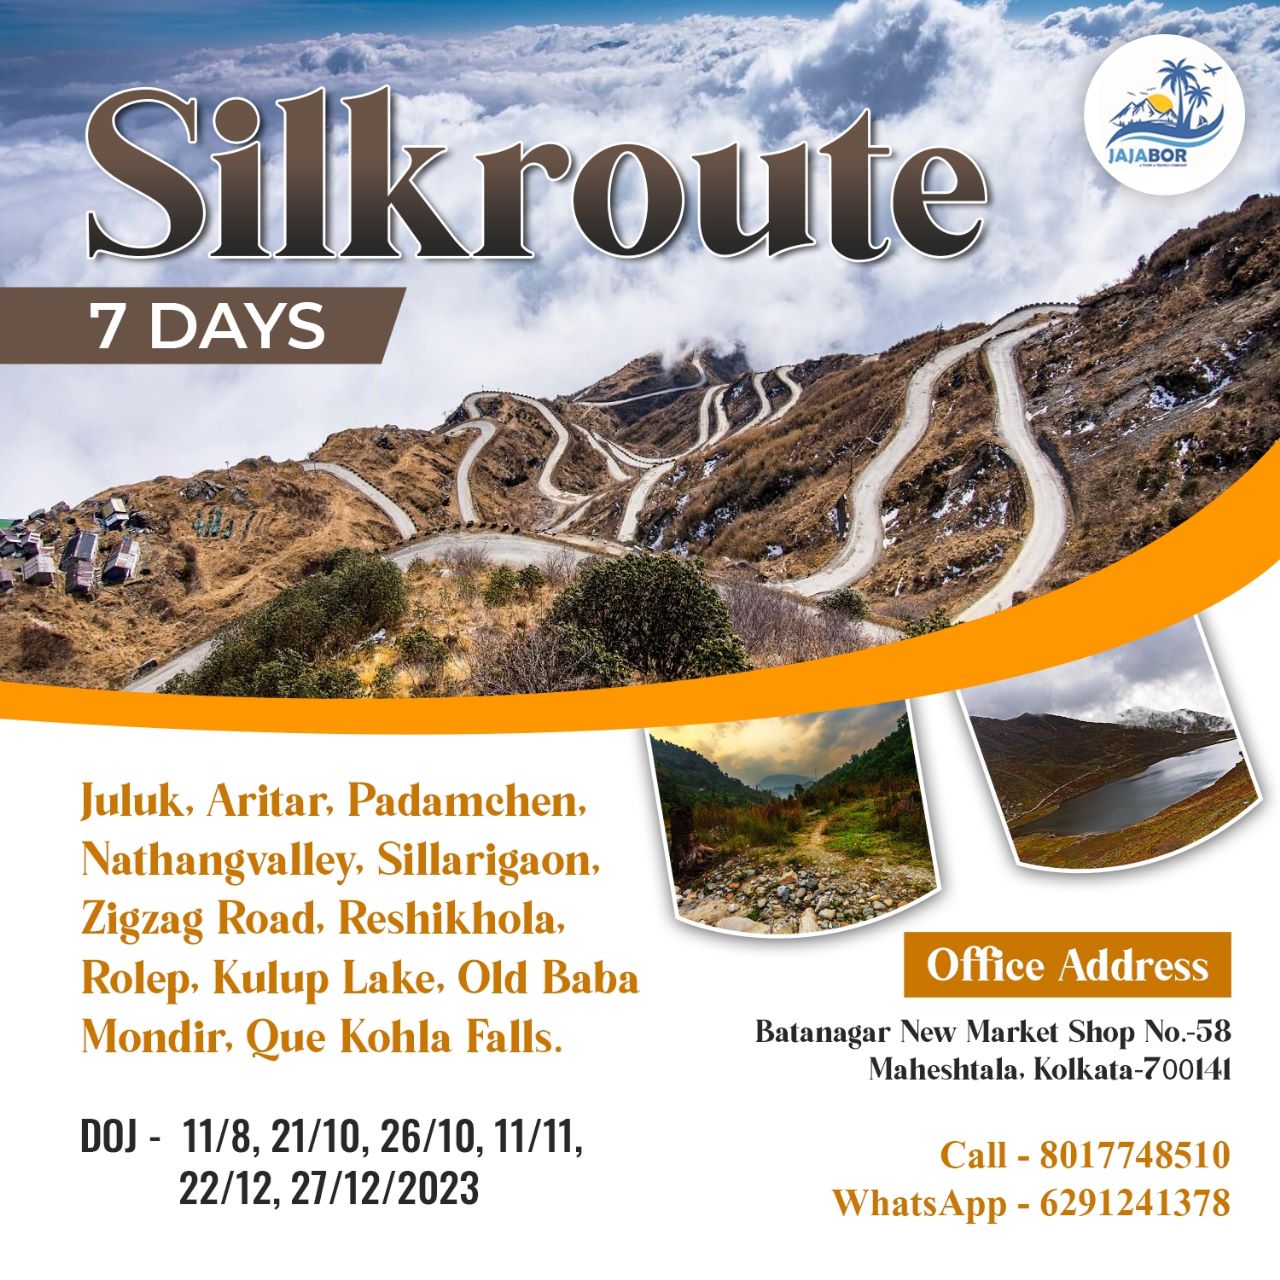 Silkroute
JAJABOR
7 DAYS
Juluk, Aritar, Padamchen,
Nathangvalley, Sillarigaon,
Zigzag Road, Reshikhola,
Rolep, Kulup Lake, Old Baba
Mondir, Que Kohla Falls.
DOJ - 11/8, 21/10, 26/10, 11/11,
22/12, 27/12/2023
Office Address
Batanagar New Market Shop No.-58
Maheshtala, Kolkata-700141
Call - 8017748510
WhatsApp - 6291241378